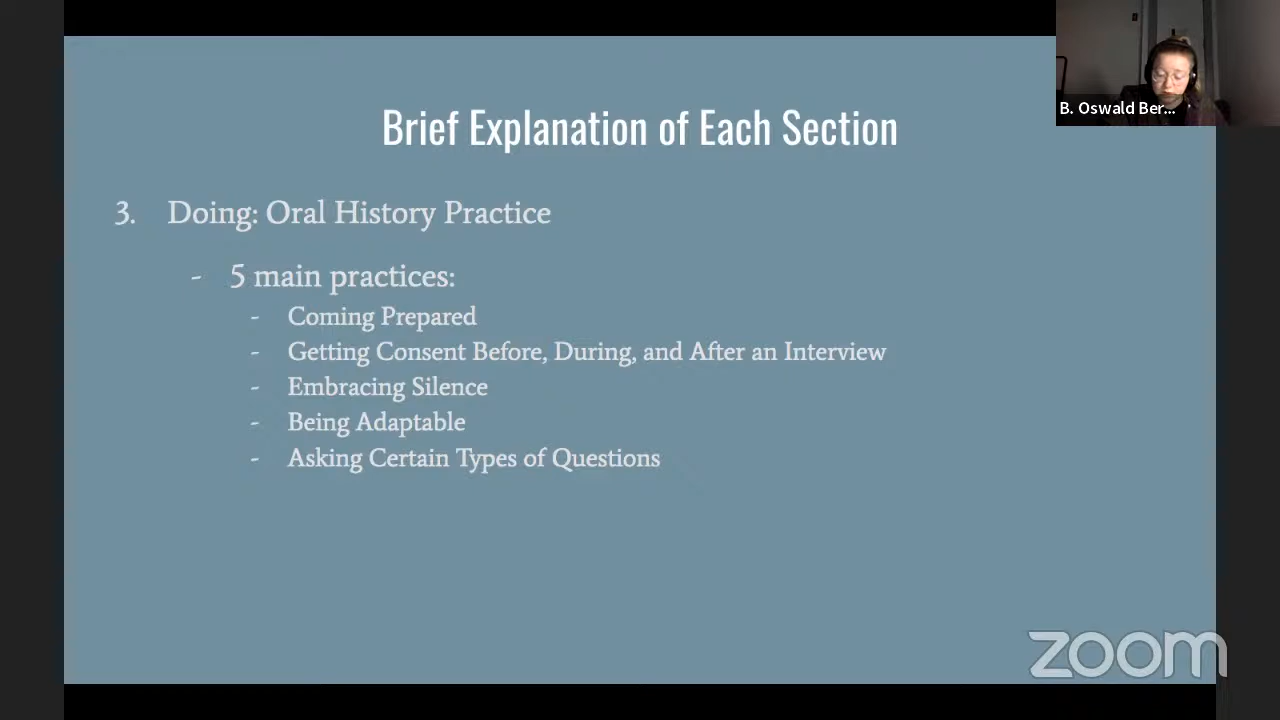 Brief Explanation of Each Section
B. Oswald Ber...
3. Doing: Oral History Practice
- 5 main practices:
- Coming Prepared
- Getting Consent Before, During, and After an Interview
- Embracing Silence
- Being Adaptable
- Asking Certain Types of Questions
zoom